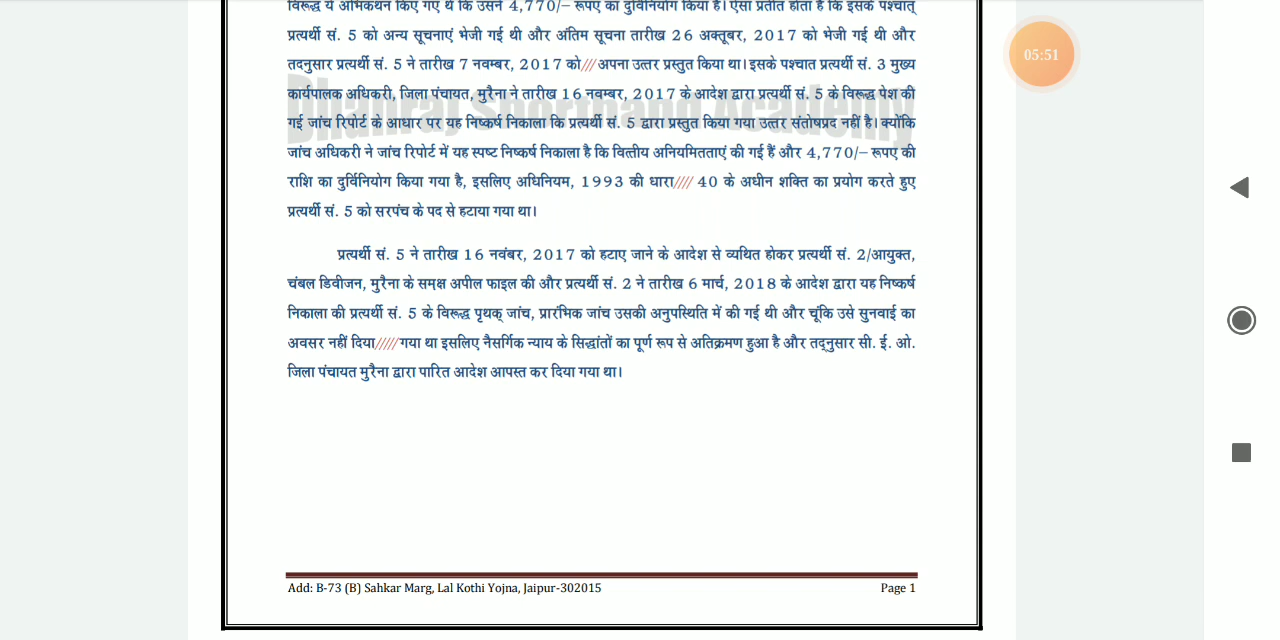 विरूद्ध ये अभिकथन किए गए थे कि उसने 4,770/– रूपए का दुर्विनियोग किया है। ऐसा प्रतीत होता है कि इसके पश्चात्
05:51
प्रत्यर्थी सं. 5 को अन्य सूचनाएं भेजी गई थी और अंतिम सूचना तारीख 26 अक्तूबर, 2017 को भेजी गई थी और
तदनुसार प्रत्यर्थी सं. 5 ने तारीख 7 नवम्बर, 2017 को/// अपना उत्तर प्रस्तुत किया था। इसके पश्चात प्रत्यर्थी सं. 3 मुख्य
कार्यपालक अधिकरी, जिला पंचायत, मुरैना ने तारीख 16 नवम्बर, 2017 के आदेश द्वारा प्रत्यर्थी सं. 5 के विरूद्ध पेश की
Dhanraj Shorthand Academy
गई जांच रिपोर्ट के आधार पर यह निष्कर्ष निकाला कि प्रत्यर्थी सं. 5 द्वारा प्रस्तुत किया गया उत्तर संतोषप्रद नहीं है। क्योंकि
जांच अधिकरी ने जांच रिपोर्ट में यह स्पष्ट निष्कर्ष निकाला है कि वित्तीय अनियमितताएं की गई हैं और 4,770/– रूपए की
राशि का दुर्विनियोग किया गया है, इसलिए अधिनियम, 1993 की धारा//// 40 के अधीन शक्ति का प्रयोग करते हुए
प्रत्यर्थी सं. 5 को सरपंच के पद से हटाया गया था।
प्रत्यर्थी सं. 5 ने तारीख 16 नवंबर, 2017 को हटाए जाने के आदेश से व्यथित होकर प्रत्यर्थी सं. 2/आयुक्त,
चंबल डिवीजन, मुरैना के समक्ष अपील फाइल की और प्रत्यर्थी सं. 2 ने तारीख 6 मार्च, 2018 के आदेश द्वारा यह निष्कर्ष
निकाला की प्रत्यर्थी सं. 5 के विरूद्ध पृथक् जांच, प्रारंभिक जांच उसकी अनुपस्थिति में की गई थी और चूंकि उसे सुनवाई का
अवसर नहीं दिया///// गया था इसलिए नैसर्गिक न्याय के सिद्धांतों का पूर्ण रूप से अतिक्रमण हुआ है और तद्नुसार सी. ई. ओ.
जिला पंचायत मुरैना द्वारा पारित आदेश आपस्त कर दिया गया था।
Add: B-73 (B) Sahkar Marg, Lal Kothi Yojna, Jaipur-302015
Page 1